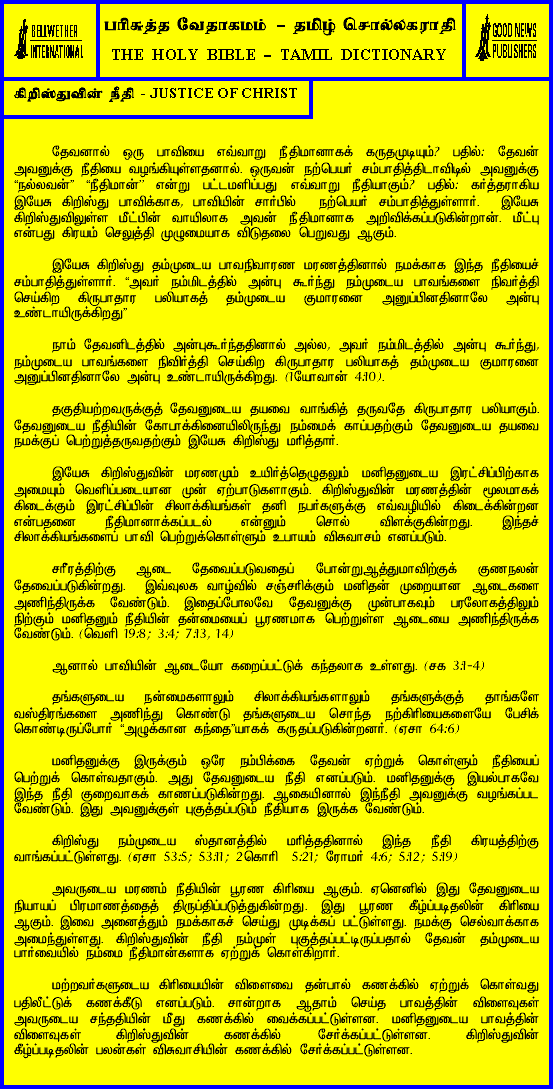 BELLWETHER
INTERNATIONAL
பரிசுத்த வேதாகமம் – தமிழ் சொல்லகராதி
THE HOLY BIBLE – TAMIL DICTIONARY
GOOD NEWS
PUBLISHERS
கிறிஸ்துவின் நீதி - JUSTICE OF CHRIST
தேவனால் ஒரு பாவியை எவ்வாறு நீதிமானாகக் கருதமுடியும்? பதில்: தேவன்
அவனுக்கு நீதியை வழங்கியுள்ளதனால். ஒருவன் நற்பெயர் சம்பாதித்திடாவிடில் அவனுக்கு
“நல்லவன்” “நீதிமான்” என்று பட்டமளிப்பது எவ்வாறு நீதியாகும்? பதில்: கர்த்தராகிய
இயேசு கிறிஸ்து பாவிக்காக, பாவியின் சார்பில் நற்பெயர் சம்பாதித்துள்ளார். இயேசு
கிறிஸ்துவிலுள்ள மீட்பின் வாயிலாக அவன் நீதிமானாக அறிவிக்கப்படுகின்றான். மீட்பு
என்பது கிரயம் செலுத்தி முழுமையாக விடுதலை பெறுவது ஆகும்.
இயேசு கிறிஸ்து தம்முடைய பாவநிவாரண மரணத்தினால் நமக்காக இந்த நீதியைச்
சம்பாதித்துள்ளார். “அவர் நம்மிடத்தில் அன்பு கூர்ந்து நம்முடைய பாவங்களை நிவர்த்தி
செய்கிற கிருபாதார பலியாகத் தம்முடைய குமாரனை அனுப்பினதினாலே அன்பு
உண்டாயிருக்கிறது”
நாம் தேவனிடத்தில் அன்புகூர்ந்ததினால் அல்ல, அவர் நம்மிடத்தில் அன்பு கூர்ந்து,
நம்முடைய பாவங்களை நிவிர்த்தி செய்கிற கிருபாதார பலியாகத் தம்முடைய குமாரனை
அனுப்பினதினாலே அன்பு உண்டாயிருக்கிறது. (1யோவான் 4:10).
தகுதியற்றவருக்குத் தேவனுடைய தயவை வாங்கித் தருவதே கிருபாதார பலியாகும்.
தேவனுடைய நீதியின் கோபாக்கினையிலிருந்து நம்மைக் காப்பதற்கும் தேவனுடைய தயவை
நமக்குப் பெற்றுத்தருவதற்கும் இயேசு கிறிஸ்து மரித்தார்.
இயேசு கிறிஸ்துவின் மரணமும் உயிர்த்தெழுதலும் மனிதனுடைய இரட்சிப்பிற்காக
அமையும் வெளிப்படையான முன் ஏற்பாடுகளாகும். கிறிஸ்துவின் மரணத்தின் மூலமாகக்
கிடைக்கும் இரட்சிப்பின் சிலாக்கியங்கள் தனி நபர்களுக்கு எவ்வழியில் கிடைக்கின்றன
என்பதனை நீதிமானாக்கப்படல் என்னும் சொல் விளக்குகின்றது. இந்தச்
சிலாக்கியங்களைப் பாவி பெற்றுக்கொள்ளும் உபாயம் விசுவாசம் எனப்படும்.
சரீரத்திற்கு ஆடை தேவைப்படுவதைப் போன்றுஆத்துமாவிற்குக் குணநலன்
தேவைப்படுகின்றது. இவ்வுலக வாழ்வில் சஞ்சரிக்கும் மனிதன் முறையான ஆடைகளை
அணிந்திருக்க வேண்டும். இதைப்போலவே தேவனுக்கு முன்பாகவும் பரலோகத்திலும்
நிற்கும் மனிதனும் நீதியின் தன்மையைப் பூரணமாக பெற்றுள்ள ஆடையை அணிந்திருக்க
வேண்டும். (வெளி 19:8; 3:4; 7:13, 14)
ஆனால் பாவியின் ஆடையோ கறைப்பட்டுக் கந்தலாக உள்ளது. (சக 3:1-4)
தங்களுடைய நன்மைகளாலும் சிலாக்கியங்களாலும் தங்களுக்குத் தாங்களே
வஸ்திரங்களை அணிந்து கொண்டு தங்களுடைய சொந்த நற்கிரியைகளையே பேசிக்
கொண்டிருப்போர் “அழுக்கான கந்தை”யாகக் கருதப்படுகின்றனர். (ஏசா 64:6)
மனிதனுக்கு இருக்கும் ஒரே நம்பிக்கை தேவன் ஏற்றுக் கொள்ளும் நீதியைப்
பெற்றுக் கொள்வதாகும். அது தேவனுடைய நீதி எனப்படும். மனிதனுக்கு இயல்பாகவே
இந்த நீதி குறைவாகக் காணப்படுகின்றது. ஆகையினால் இந்நீதி அவனுக்கு வழங்கப்பட
வேண்டும். இது அவனுக்குள் புகுத்தப்படும் நீதியாக இருக்க வேண்டும்.
கிறிஸ்து நம்முடைய ஸ்தானத்தில் மரித்ததினால் இந்த நீதி கிரயத்திற்கு
வாங்கப்பட்டுள்ளது. (ஏசா 53:5; 53:11; 2கொரி 5:21; ரோமர் 4:6; 5:12; 5:19)
அவருடைய மரணம் நீதியின் பூரண கிரியை ஆகும். ஏனெனில் இது தேவனுடைய
நியாயப் பிரமாணத்தைத் திருப்திப்படுத்துகின்றது. இது பூரண கீழ்ப்படிதலின் கிரியை
ஆகும். இவை அனைத்தும் நமக்காகச் செய்து முடிக்கப் பட்டுள்ளன. நமக்கு செல்வாக்காக
அமைந்துள்ளது. கிறிஸ்துவின் நீதி நம்முள் புகுத்தப்பட்டிருப்பதால் தேவன் தம்முடைய
பார்வையில் நம்மை நீதிமான்களாக ஏற்றுக் கொள்கிறார்.
மற்றவர்களுடைய கிரியையின் விளைவை தன்பால் கணக்கில் ஏற்றுக் கொள்வது
பதிலீட்டுக் கணக்கீடு எனப்படும். சான்றாக ஆதாம் செய்த பாவத்தின் விளைவுகள்
அவருடைய சந்ததியின் மீது கணக்கில் வைக்கப்பட்டுள்ளன. மனிதனுடைய பாவத்தின்
விளைவுகள் கிறிஸ்துவின் கணக்கில் சேர்க்கப்பட்டுள்ளன. கிறிஸ்துவின்
கீழ்ப்படிதலின் பலன்கள் விசுவாசியின் கணக்கில் சேர்க்கப்பட்டுள்ளன.